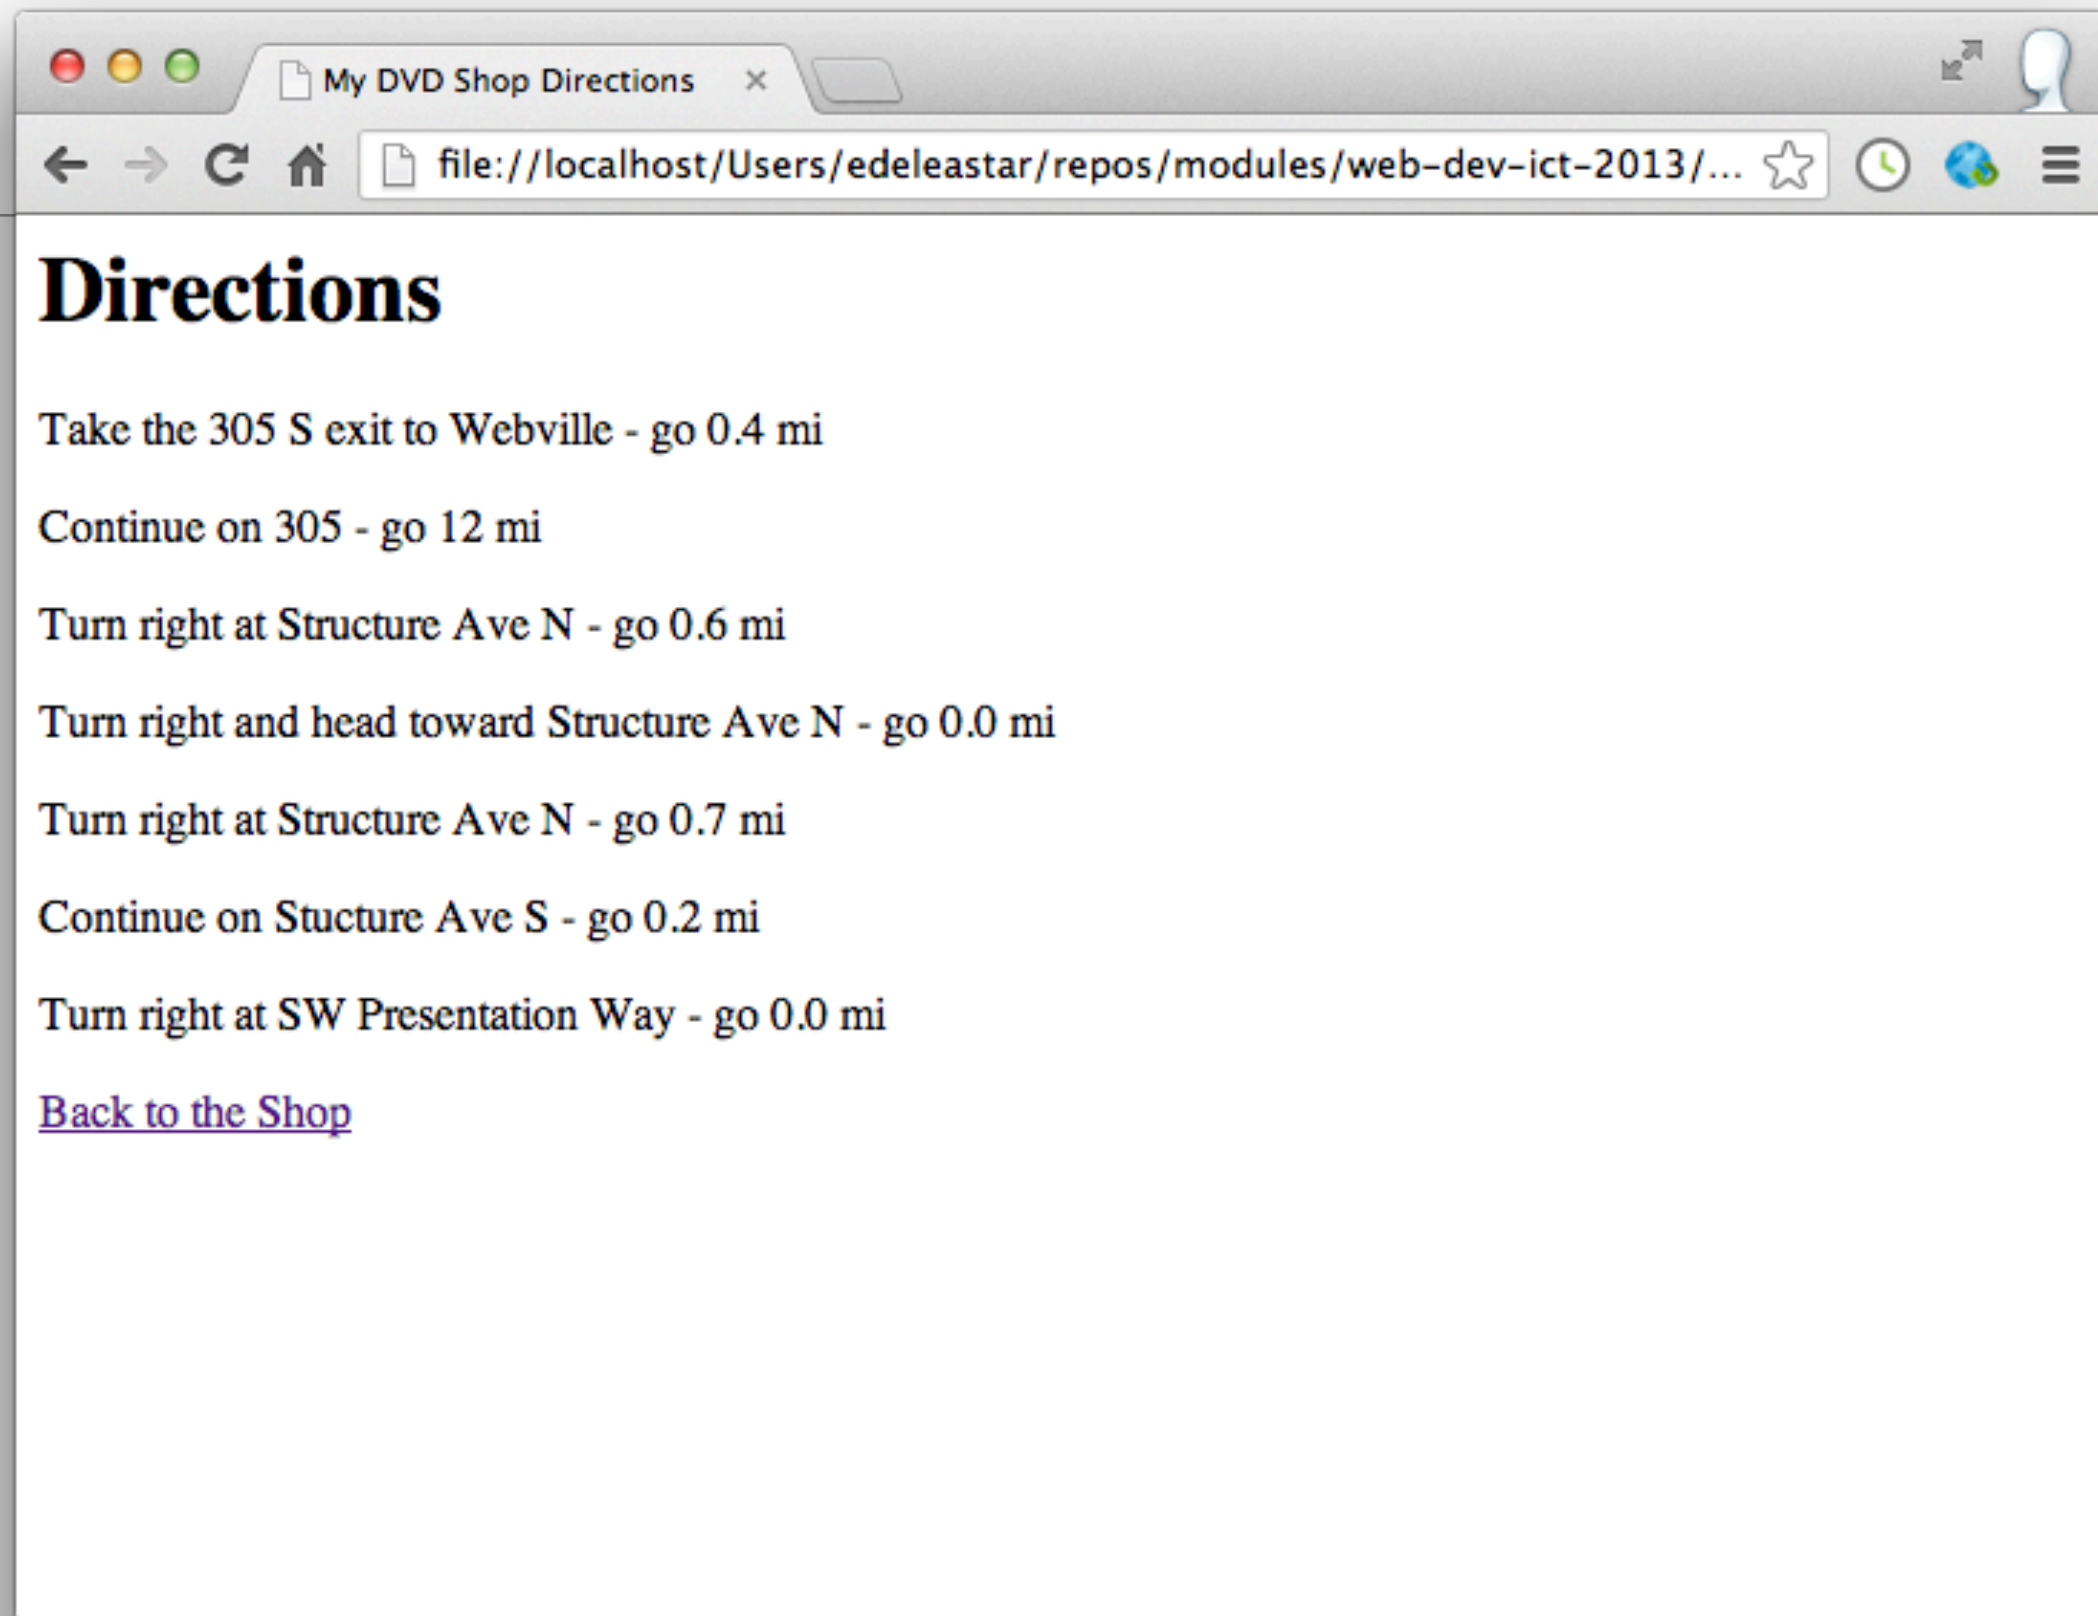 My DVD Shop Directions
file://localhost/Users/edeleastar/repos/modules/web-dev-ict-2013/...
Directions
Take the 305 S exit to Webville - go 0.4 mi
Continue on 305 - go 12 mi
Turn right at Structure Ave N - go 0.6 mi
Turn right and head toward Structure Ave N - go 0.0 mi
Turn right at Structure Ave N - go 0.7 mi
Continue on Stucture Ave S - go 0.2 mi
Turn right at SW Presentation Way - go 0.0 mi
Back to the Shop